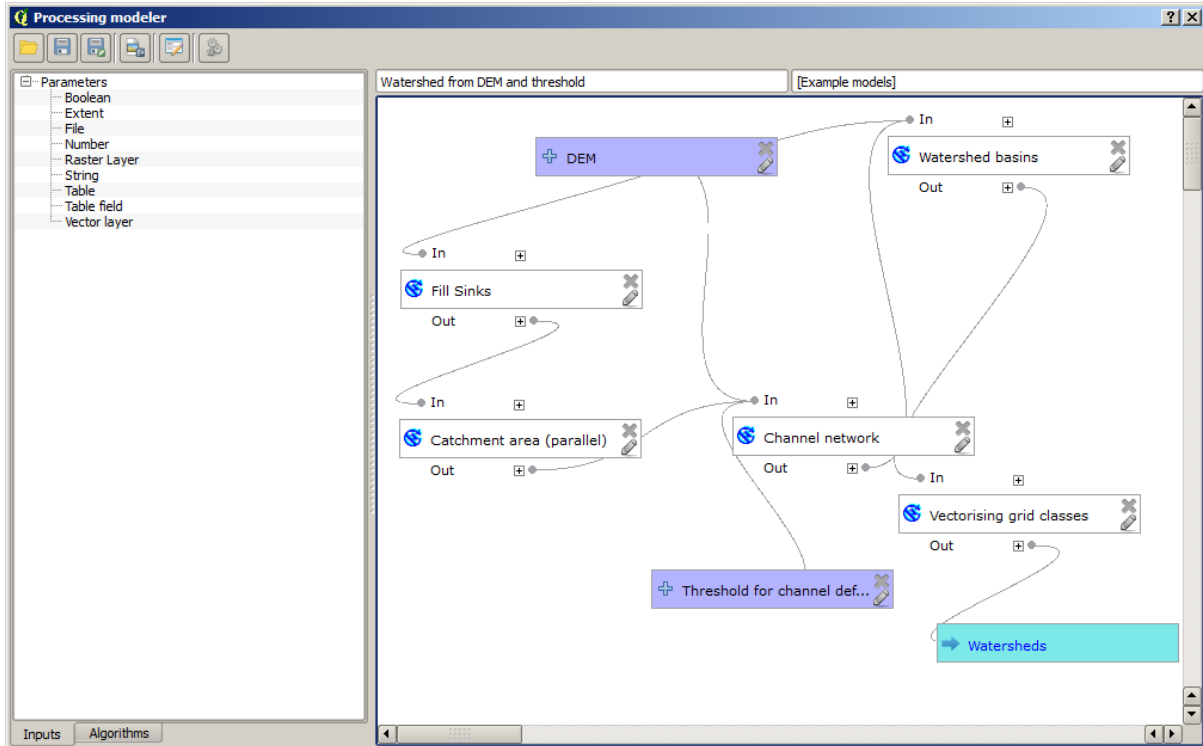 Processing modeler
Parameters
Boolean
Extent
File
Number
Raster Layer
String
Table
Table field
Vector layer
Inputs
Algorithms
Watershed from DEM and threshold
[Example models]
In
DEM
Watershed basins
Out
In
Fill Sinks
Out
In
Catchment area (parallel)
Out
In
Channel network
Out
In
Vectorising grid classes
Out
Threshold for channel def...
Watersheds